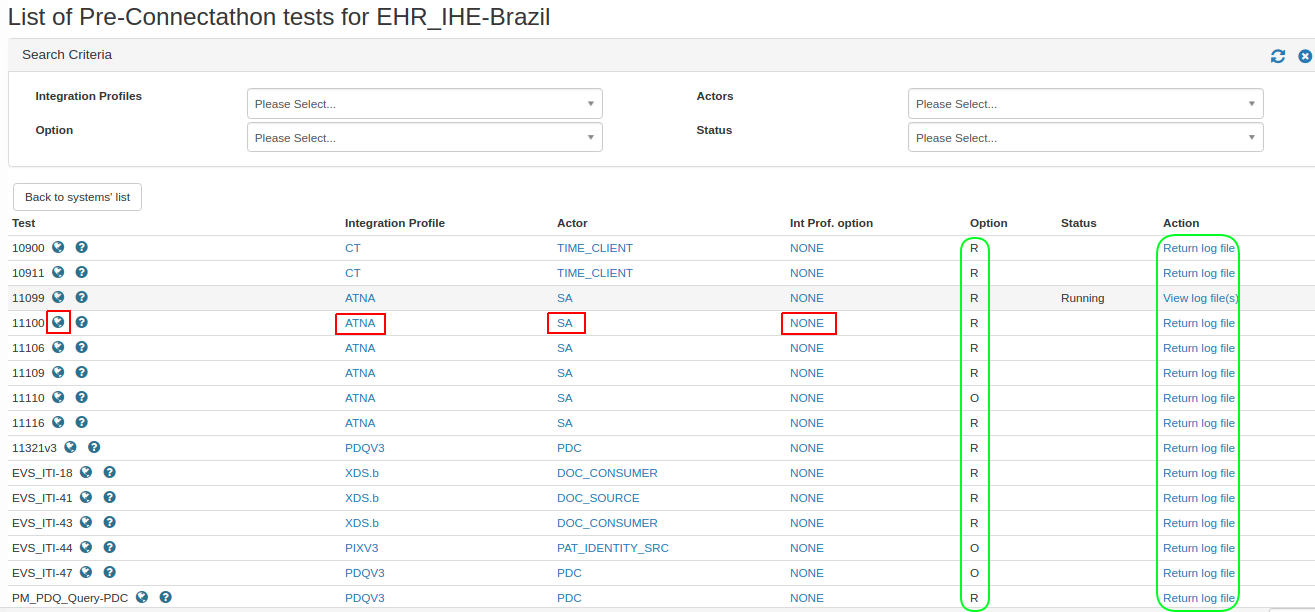 List of Pre-Connectathon tests for EHR_IHE-Brazil
Search Criteria
Integration Profiles Please Select... Actors Please Select...
Option Please Select... Status Please Select...
Back to systems' list
Test Integration Profile Actor Int Prof. option Option Status Action
10900 ? CT TIME_CLIENT NONE R Return log file
10911 ? CT TIME_CLIENT NONE R Return log file
11099 ? ATNA SA NONE R Running View log file(s)
11100 ? ATNA SA NONE R Return log file
11106 ? ATNA SA NONE R Return log file
11109 ? ATNA SA NONE R Return log file
11110 ? ATNA SA NONE O Return log file
11116 ? ATNA SA NONE R Return log file
11321v3 ? PDQV3 PDC NONE R Return log file
EVS_ITI-18 ? XDS.b DOC_CONSUMER NONE R Return log file
EVS_ITI-41 ? XDS.b DOC_SOURCE NONE R Return log file
EVS_ITI-43 ? XDS.b DOC_CONSUMER NONE R Return log file
EVS_ITI-44 ? PIXV3 PAT_IDENTITY_SRC NONE O Return log file
EVS_ITI-47 ? PDQV3 PDC NONE O Return log file
PM_PDQ_Query-PDC ? PDQV3 PDC NONE R Return log file